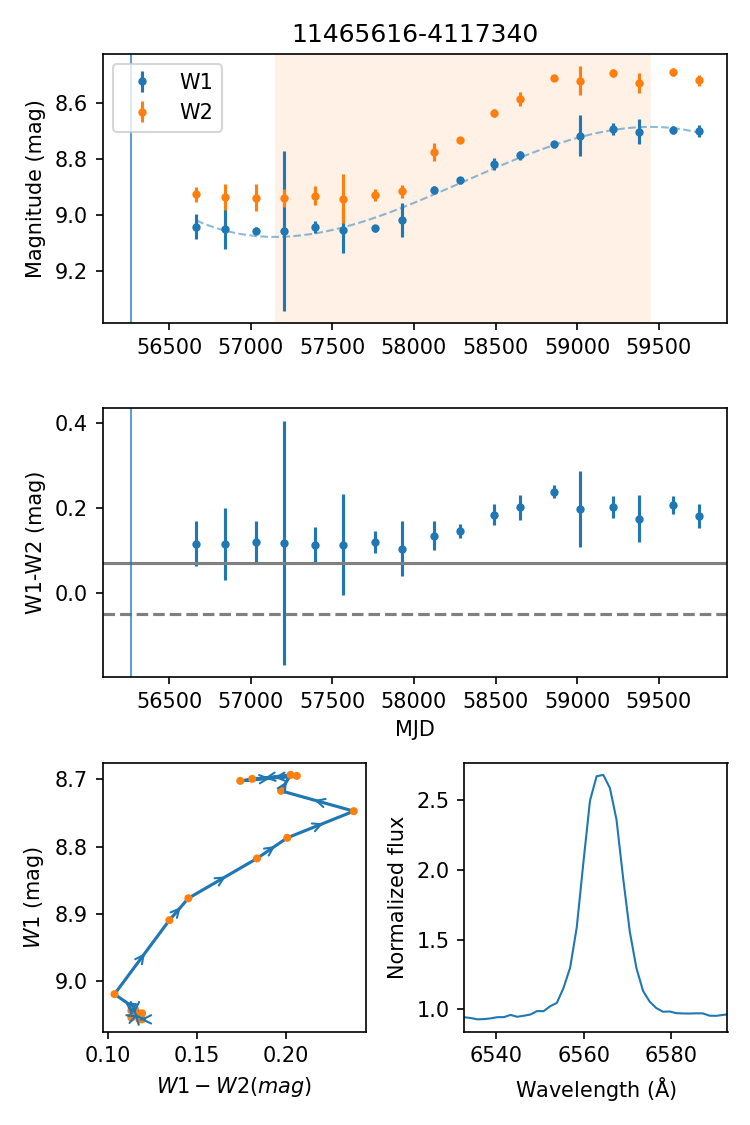 11465616-4117340
Magnitude (mag)
8.6
8.8
9.0
9.2
W1
W2
56500 57000 57500 58000 58500 59000 59500
W1-W2 (mag)
0.4
0.2
0.0
56500 57000 57500 58000 58500 59000 59500
MJD
W1 (mag)
8.7
8.8
8.9
9.0
0.10 0.15 0.20
W1 − W2(mag)
Normalized flux
2.5
2.0
1.5
1.0
6540 6560 6580
Wavelength (Å)